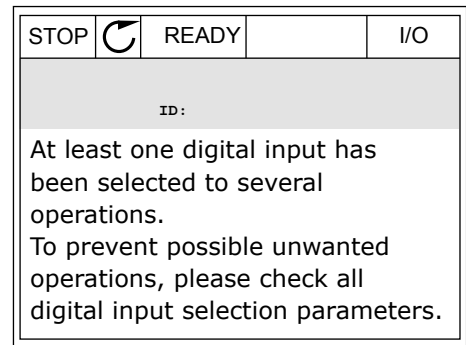 STOP READY I/O
ID:
At least one digital input has
been selected to several
operations.
To prevent possible unwanted
operations, please check all
digital input selection parameters.